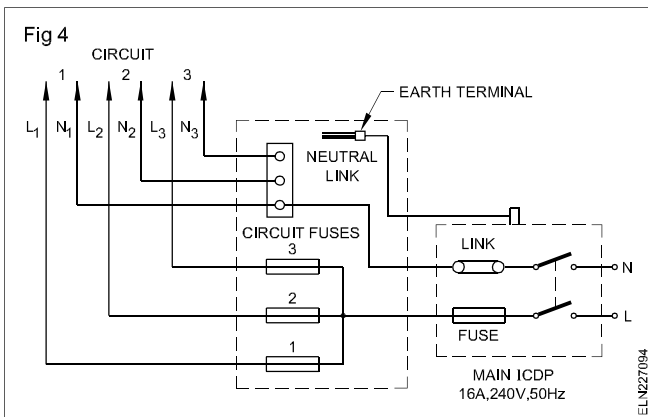 Fig 4
CIRCUIT
1 2 3
L1 N1 L2 N2 L3 N3
EARTH TERMINAL
NEUTRAL
LINK
CIRCUIT FUSES
3
2
1
LINK
N
L
FUSE
MAIN ICDP
16A,240V,50Hz
ELN227094